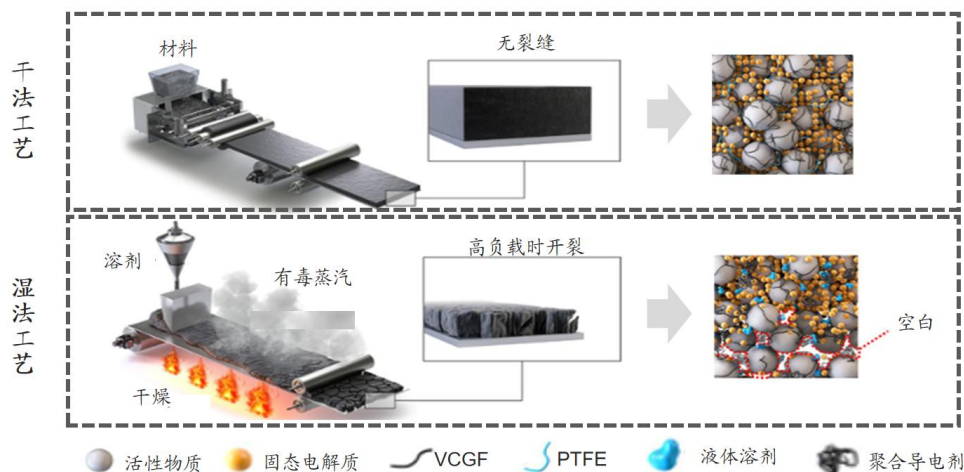 干法工艺
材料
无裂缝
湿法工艺
溶剂
有毒蒸汽
高负载时开裂
空白
干燥
活性物质
固态电解质
VCGF
PTFE
液体溶剂
聚合导电剂